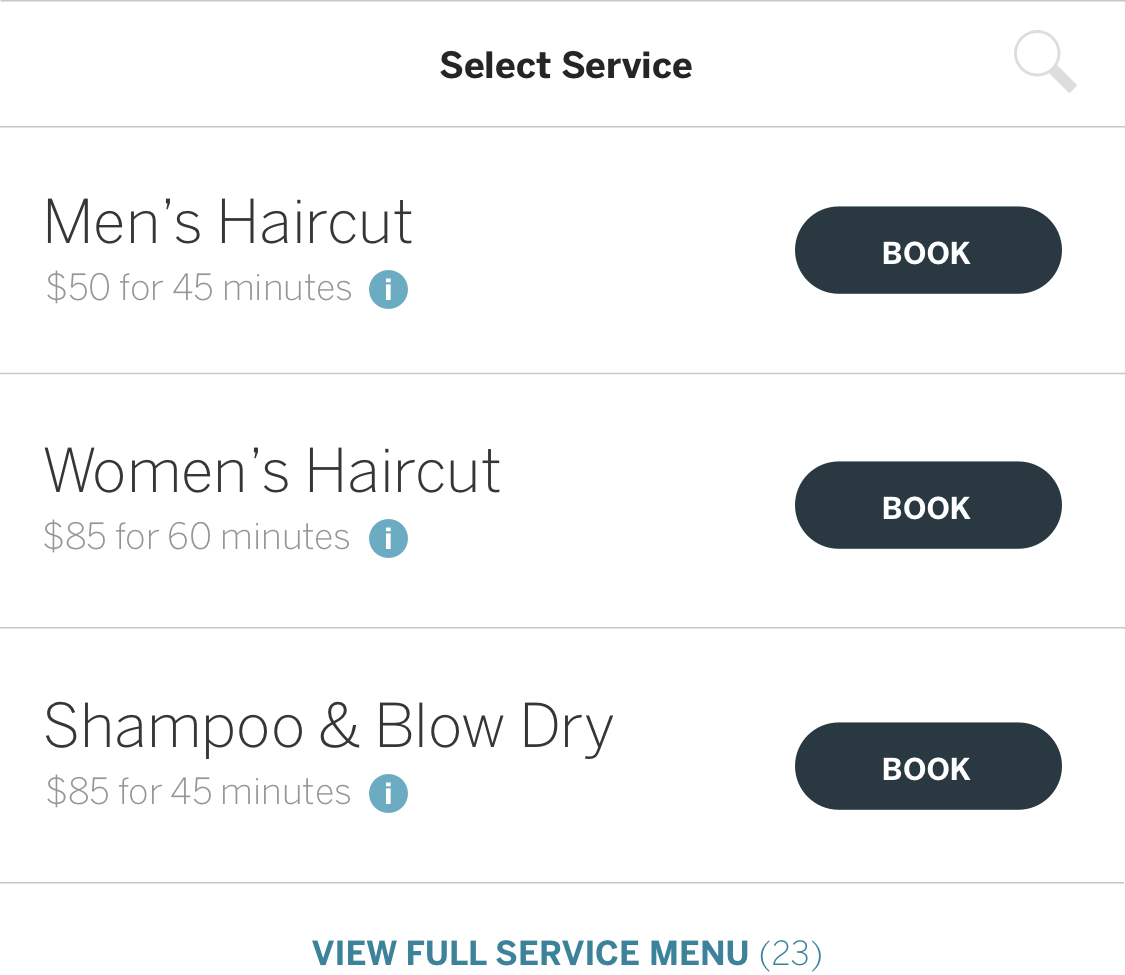 Select Service
Men’s Haircut
$50 for 45 minutes i
BOOK
Women’s Haircut
$85 for 60 minutes i
BOOK
Shampoo & Blow Dry
$85 for 45 minutes i
BOOK
VIEW FULL SERVICE MENU (23)